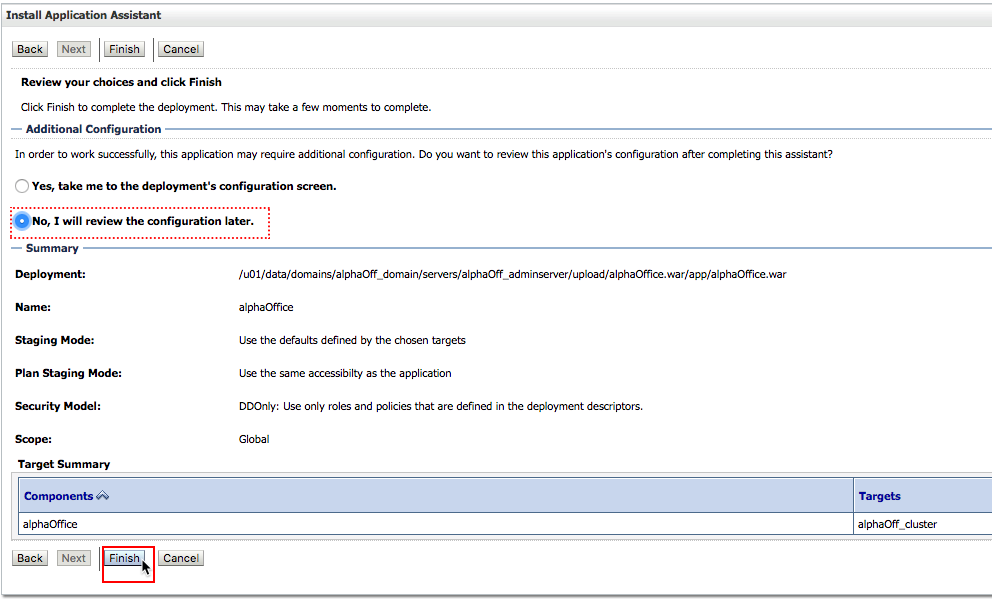 Install Application Assistant
Back Next Finish Cancel
Review your choices and click Finish
Click Finish to complete the deployment. This may take a few moments to complete.
Additional Configuration
In order to work successfully, this application may require additional configuration. Do you want to review this application's configuration after completing this assistant?
Yes, take me to the deployment's configuration screen.
No, I will review the configuration later.
Summary
Deployment: /u01/data/domains/alphaOff_domain/servers/alphaOff_adminserver/upload/alphaOffice.war/app/alphaOffice.war
Name: alphaOffice
Staging Mode: Use the defaults defined by the chosen targets
Plan Staging Mode: Use the same accessibilty as the application
Security Model: DDOnly: Use only roles and policies that are defined in the deployment descriptors.
Scope: Global
Target Summary
Components Targets
alphaOffice alphaOff_cluster
Back Next Finish Cancel